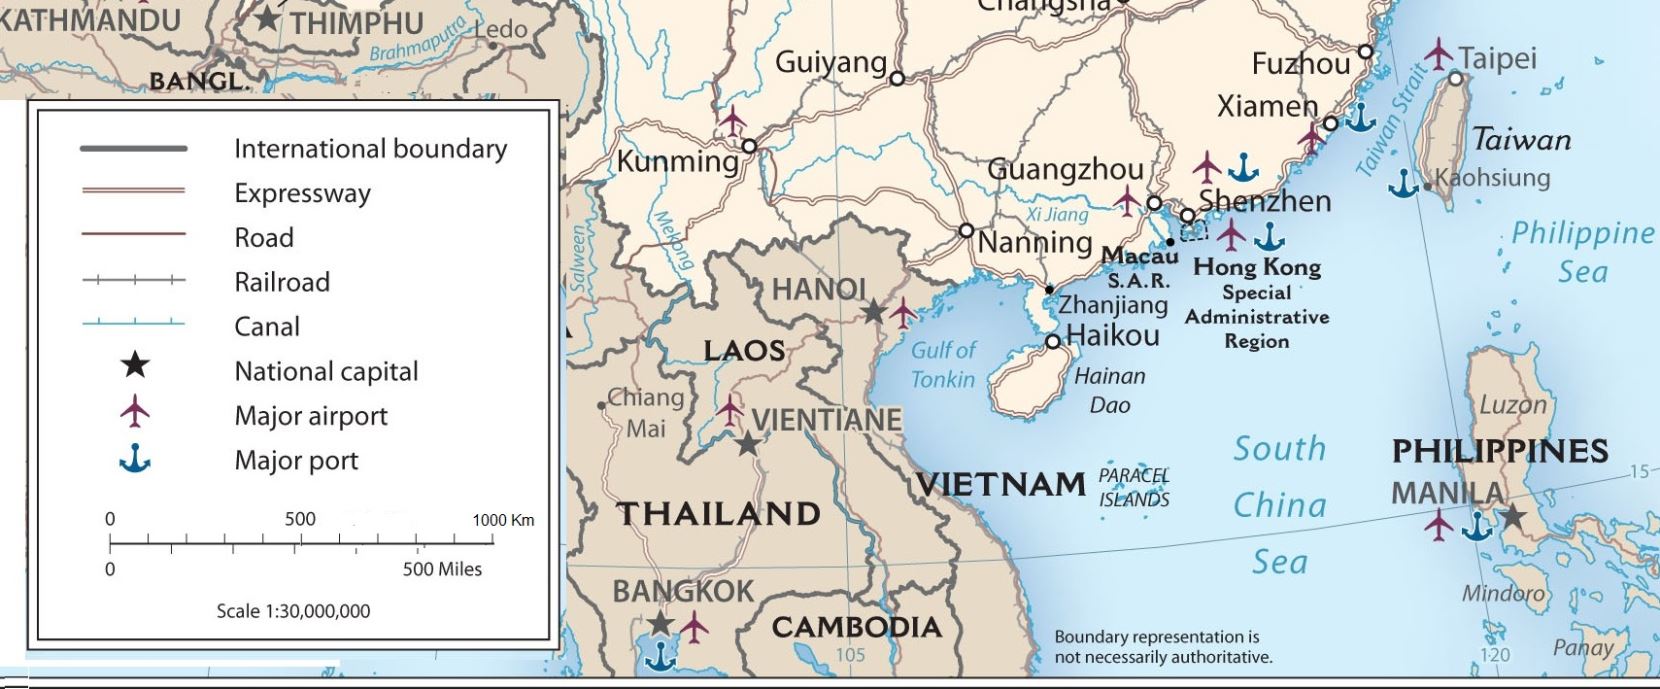 Changsha
KATHMANDU
THIMPHU
Ledo
Brahmaputra
BANGL.
Guiyang
Fuzhou
Taipei
Xiamen
Taiwan Strait
Taiwan
Kunming
Guangzhou
Kaohsiung
Shenzhen
Xi Jiang
Mekong
Salween
Nanning
Macau
S.A.R.
Hong Kong
Special
Administrative
Region
Philippine
Sea
HANOI
Zhanjiang
Haikou
LAOS
Gulf of
Tonkin
Hainan
Dao
Chiang
Mai
VIENTIANE
Luzon
South
China
Sea
PHILIPPINES
MANILA
15
VIETNAM
PARACEL
ISLANDS
THAILAND
BANGKOK
CAMBODIA
105
Mindoro
120
Panay
Boundary representation is
not necessarily authoritative.
International boundary
Expressway
Road
Railroad
Canal
National capital
Major airport
Major port
0 500 1000 Km
0 500 Miles
Scale 1:30,000,000